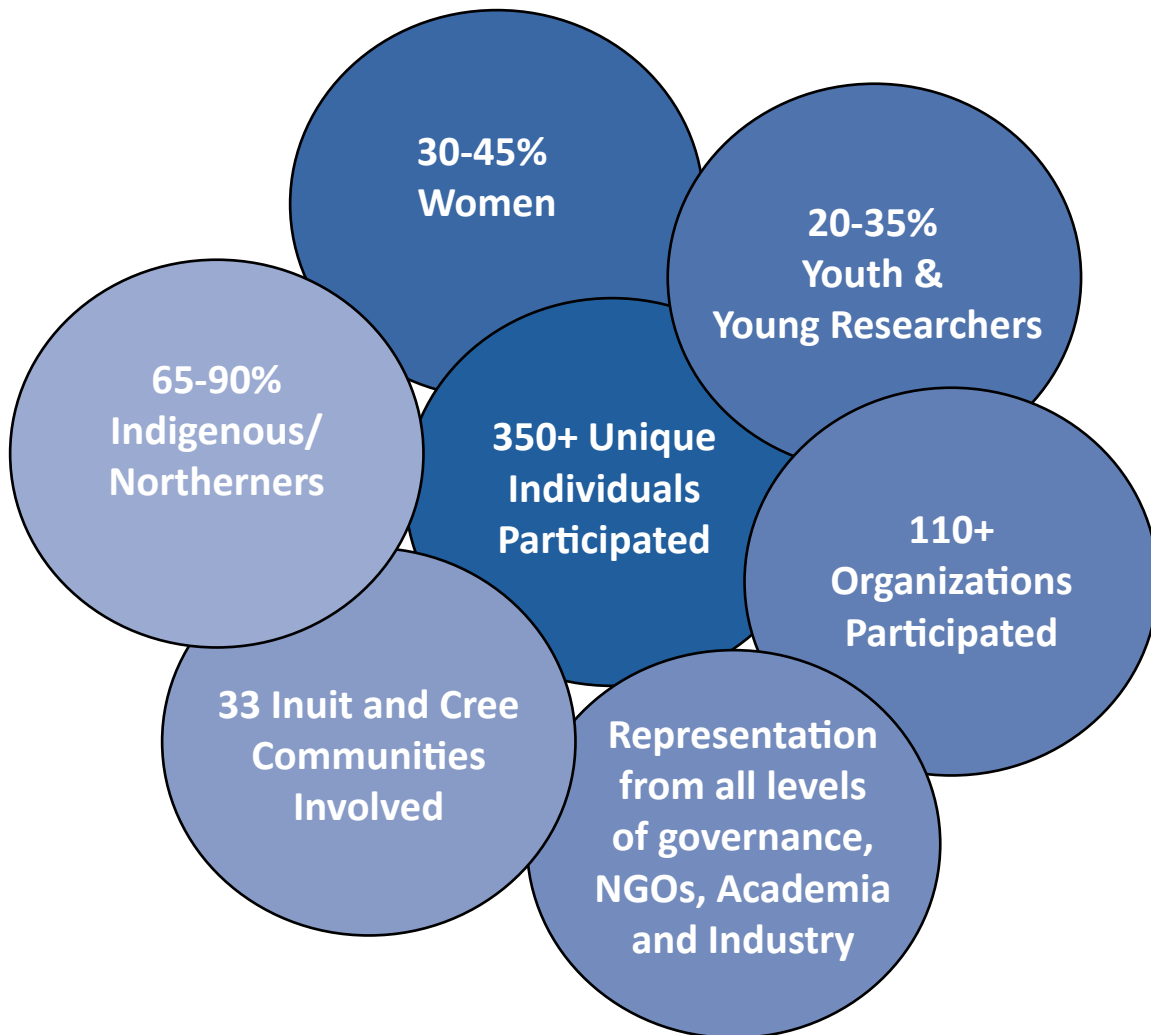 30-45%
Women
20-35%
Youth &
Young Researchers
65-90%
Indigenous/
Northerners
350+ Unique
Individuals
Participated
110+
Organizations
Participated
33 Inuit and Cree
Communities
Involved
Representation
from all levels
of governance,
NGOs, Academia
and Industry